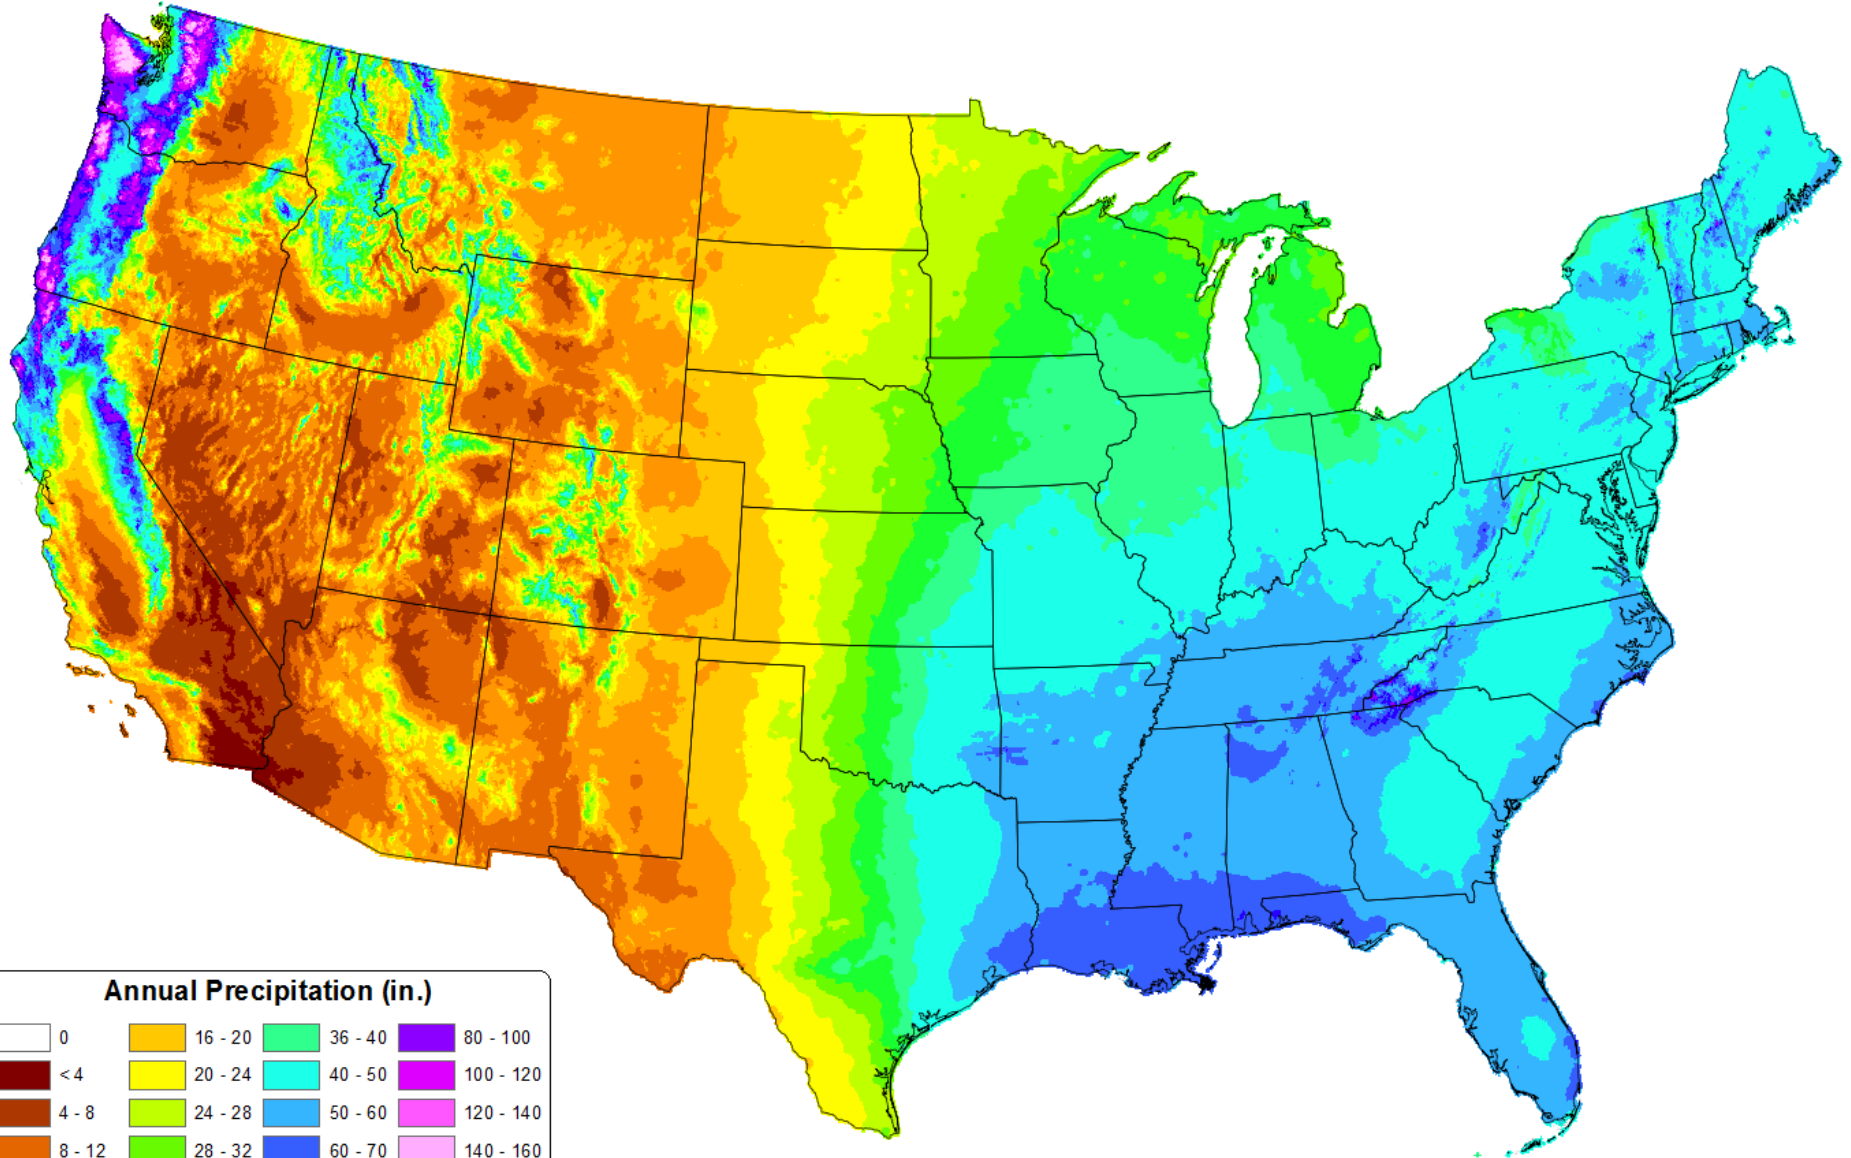 Annual Precipitation (in.)
0 16 - 20 36 - 40 80 - 100
< 4 20 - 24 40 - 50 100 - 120
4 - 8 24 - 28 50 - 60 120 - 140
8 - 12 28 - 32 60 - 70 140 - 160